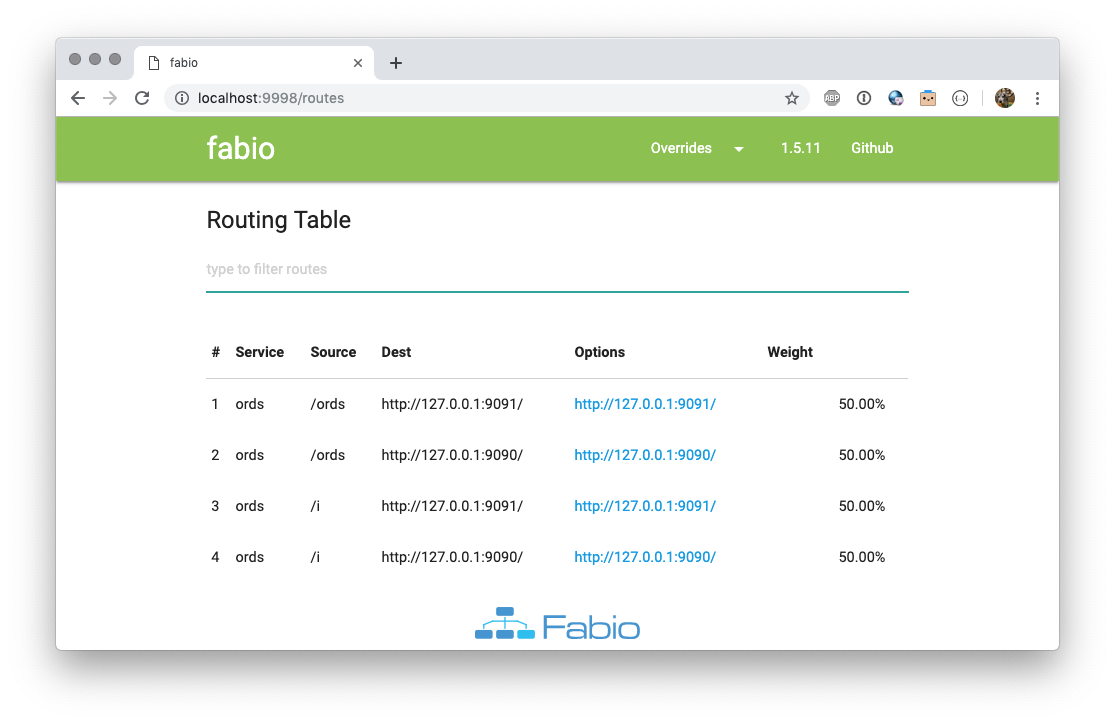 fabio
localhost:9998/routes
ABP
fabio
Overrides 1.5.11 Github
Routing Table
type to filter routes
# Service Source Dest Options Weight
1 ords /ords http://127.0.0.1:9091/ http://127.0.0.1:9091/ 50.00%
2 ords /ords http://127.0.0.1:9090/ http://127.0.0.1:9090/ 50.00%
3 ords /i http://127.0.0.1:9091/ http://127.0.0.1:9091/ 50.00%
4 ords /i http://127.0.0.1:9090/ http://127.0.0.1:9090/ 50.00%
Fabio